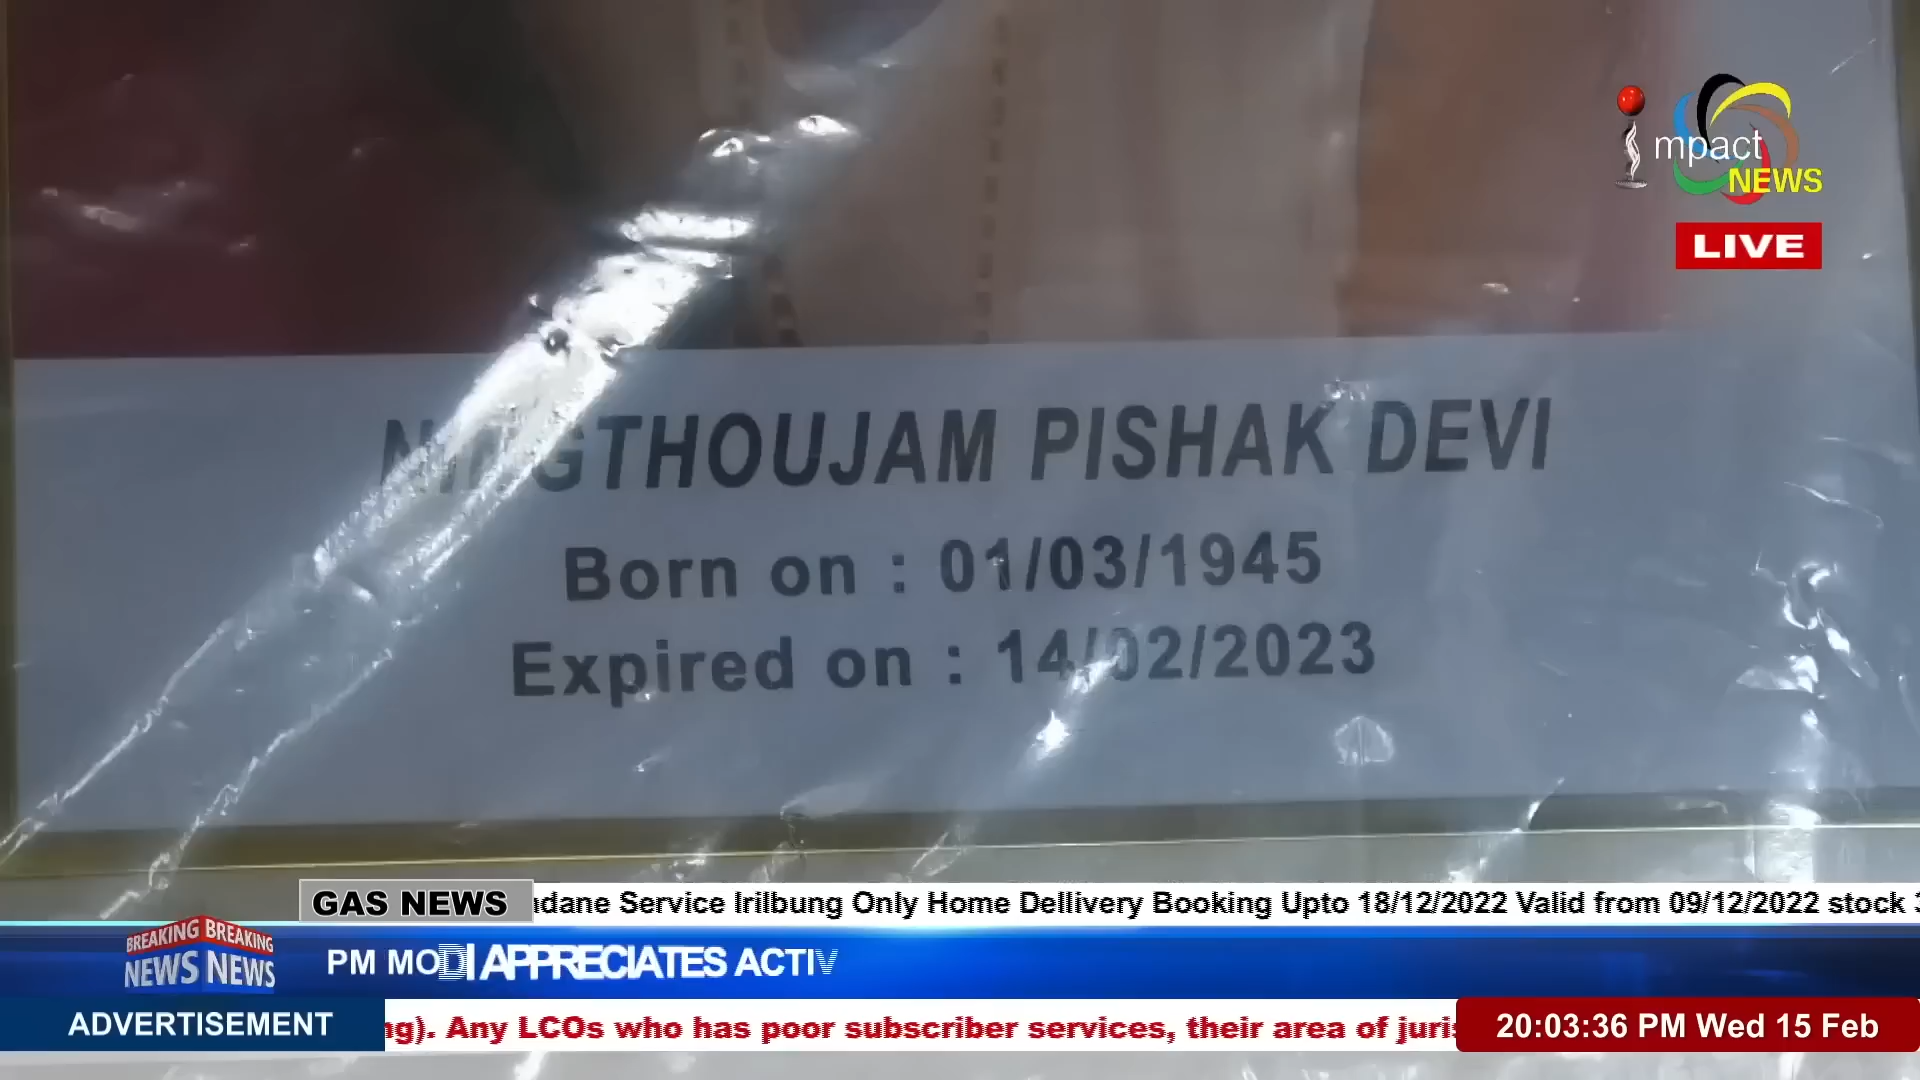 impact
NEWS
LIVE
NINGTHOUJAM PISHAK DEVI
Born on : 01/03/1945
Expired on : 14/02/2023
GAS NEWS
ndane Service Irilbung Only Home Dellivery Booking Upto 18/12/2022 Valid from 09/12/2022 stock
BREAKING BREAKING
NEWS NEWS
PM MODI APPRECIATES ACTIV
ADVERTISEMENT
ng). Any LCOs who has poor subscriber services, their area of juris
20:03:36 PM Wed 15 Feb